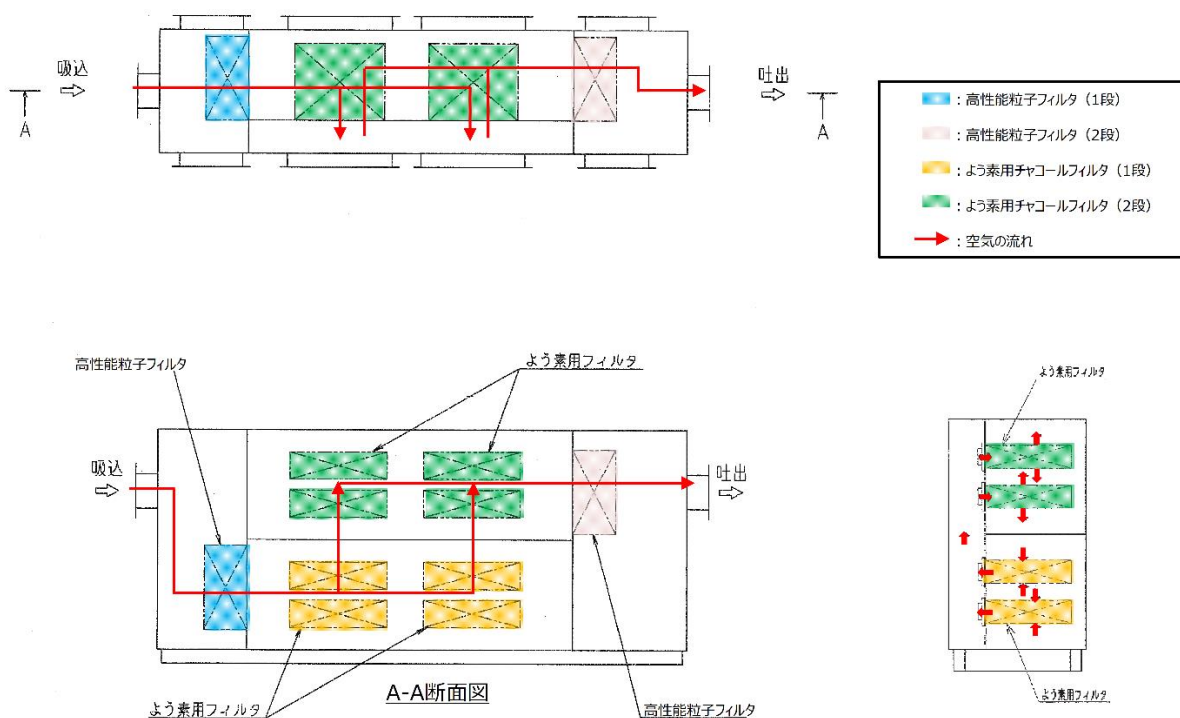 吸込
A
吐出
A
：高性能粒子フィルタ（1段）
：高性能粒子フィルタ（2段）
：よう素用チャコールフィルタ（1段）
：よう素用チャコールフィルタ（2段）
：空気の流れ
高性能粒子フィルタ
よう素用フィルタ
よう素用フィルタ
吸込
吐出
A-A断面図
よう素用フィルタ
高性能粒子フィルタ
よう素用フィルタ